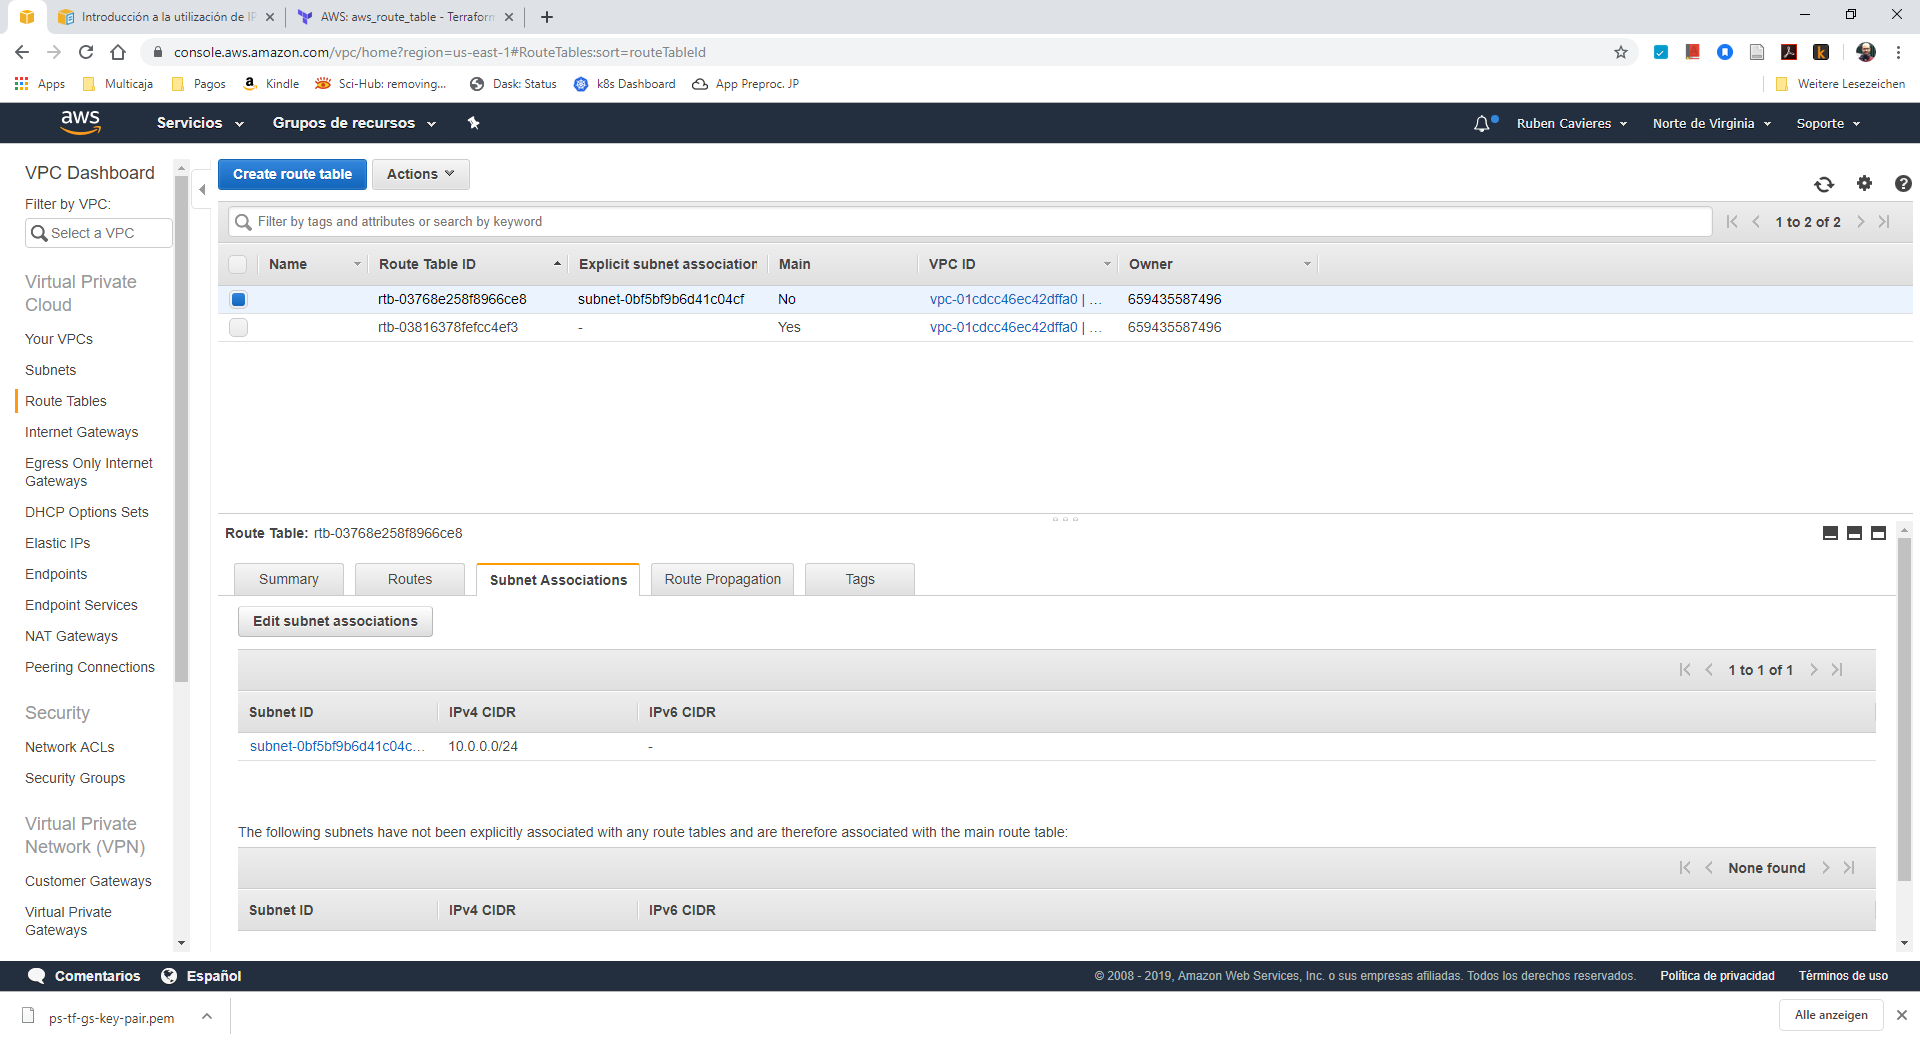 Introducción a la utilización de IP
AWS: aws_route_table - Terraform
console.aws.amazon.com/vpc/home?region=us-east-1#RouteTables:sort=routeTableId
Apps
Multicaja
Pagos
Kindle
Sci-Hub: removing...
Dask: Status
k8s Dashboard
App Preproc. JP
Weitere Lesezeichen
aws
Servicios
Grupos de recursos
Ruben Cavieres
Norte de Virginia
Soporte
VPC Dashboard
Filter by VPC:
Select a VPC
Virtual Private
Cloud
Your VPCs
Subnets
Route Tables
Internet Gateways
Egress Only Internet
Gateways
DHCP Options Sets
Elastic IPs
Endpoints
Endpoint Services
NAT Gateways
Peering Connections
Security
Network ACLs
Security Groups
Virtual Private
Network (VPN)
Customer Gateways
Virtual Private
Gateways
Create route table
Actions
Filter by tags and attributes or search by keyword
1 to 2 of 2
Name Route Table ID Explicit subnet association Main VPC ID Owner
rtb-03768e258f8966ce8 subnet-0bf5bf9b6d41c04cf No vpc-01cdcc46ec42dffa0 | ... 659435587496
rtb-03816378fefcc4ef3 - Yes vpc-01cdcc46ec42dffa0 | ... 659435587496
Route Table: rtb-03768e258f8966ce8
Summary
Routes
Subnet Associations
Route Propagation
Tags
Edit subnet associations
1 to 1 of 1
Subnet ID IPv4 CIDR IPv6 CIDR
subnet-0bf5bf9b6d41c04c... 10.0.0.0/24 -
The following subnets have not been explicitly associated with any route tables and are therefore associated with the main route table:
None found
Subnet ID IPv4 CIDR IPv6 CIDR
Comentarios
Español
© 2008 - 2019, Amazon Web Services, Inc. o sus empresas afiliadas. Todos los derechos reservados.
Política de privacidad
Términos de uso
ps-tf-gs-key-pair.pem
Alle anzeigen